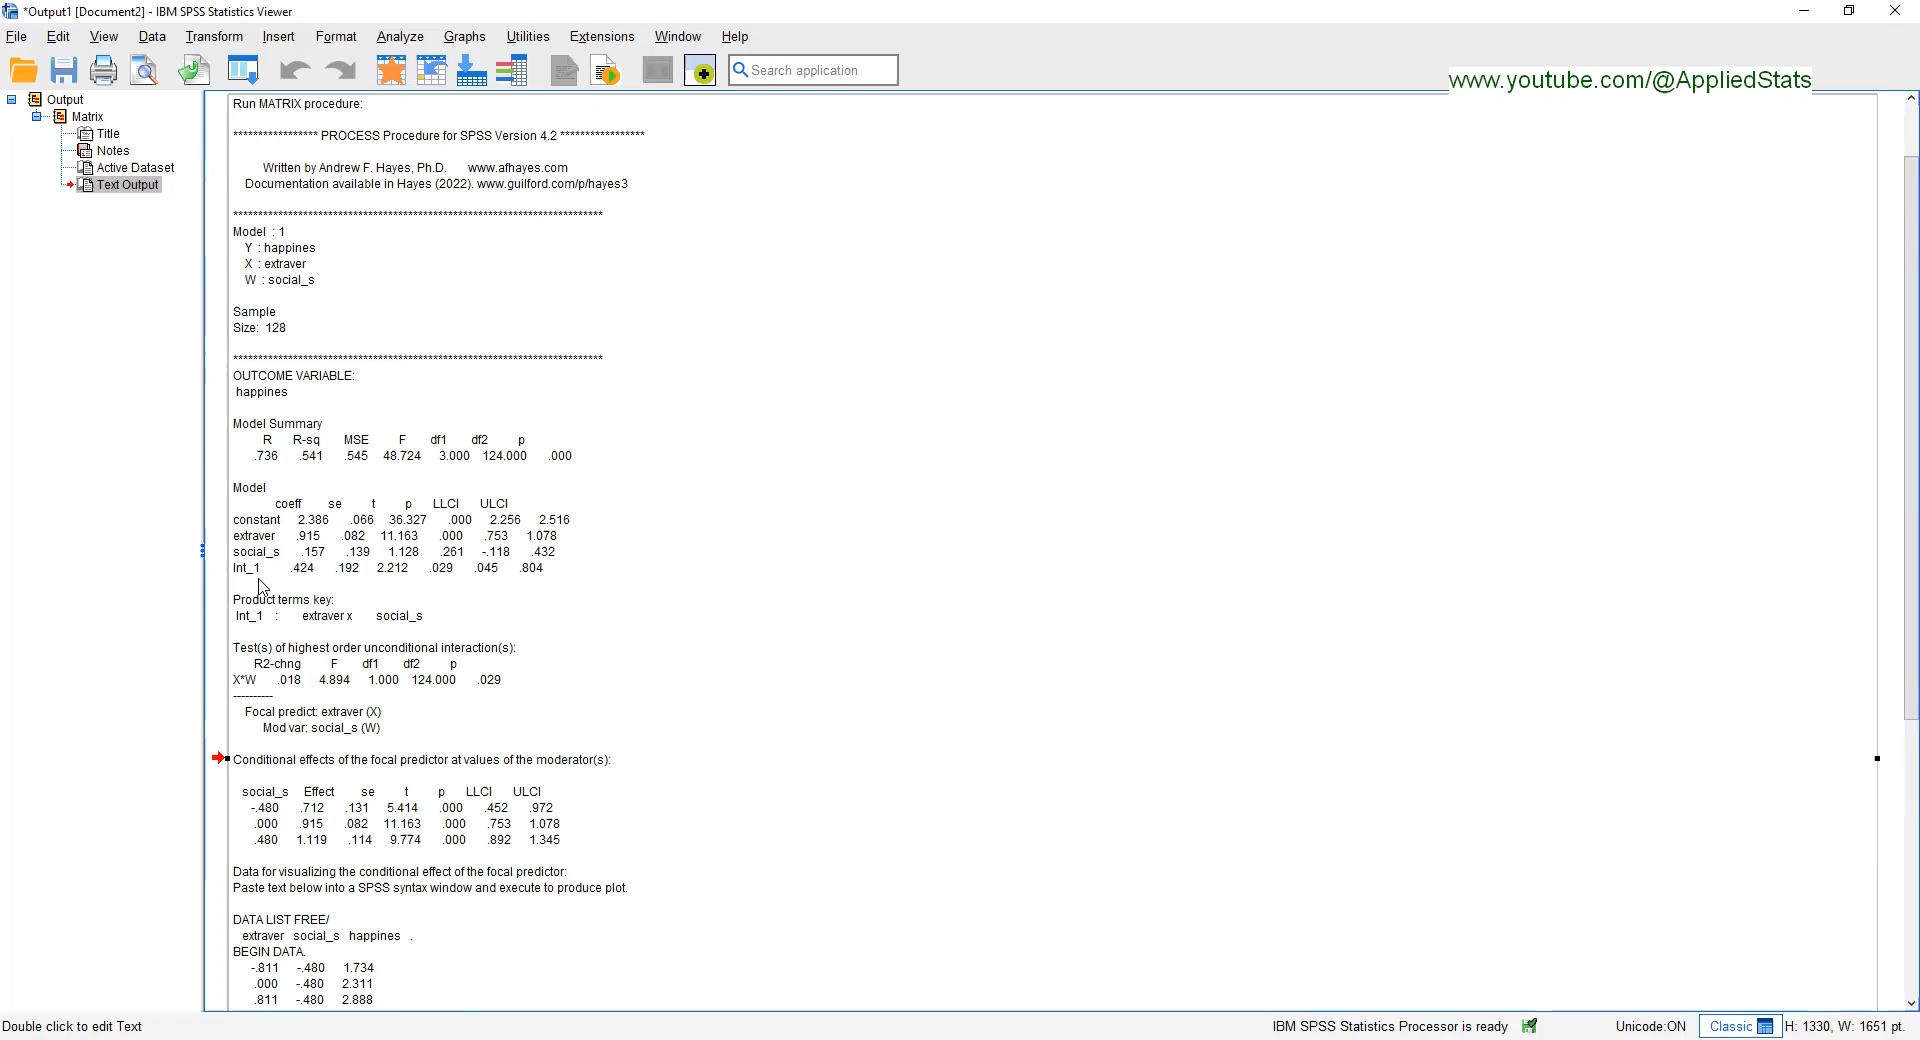 *Output1 [Document2] - IBM SPSS Statistics Viewer
File Edit View Data Transform Insert Format Analyze Graphs Utilities Extensions Window Help
Search application
www.youtube.com/@AppliedStats
Output
Matrix
Title
Notes
Active Dataset
Text Output
Run MATRIX procedure:
**************** PROCESS Procedure for SPSS Version 4.2 ****************
Written by Andrew F. Hayes, Ph.D. www.afhayes.com
Documentation available in Hayes (2022). www.guilford.com/p/hayes3
**************************************************************************
Model : 1
Y : happines
X : extraver
W : social_s
Sample
Size: 128
**************************************************************************
OUTCOME VARIABLE:
happines
Model Summary
R R-sq MSE F df1 df2 p
.736 .541 .545 48.724 3.000 124.000 .000
Model
coeff se t p LLCI ULCI
constant 2.386 .066 36.327 .000 2.256 2.516
extraver .915 .082 11.163 .000 .753 1.078
social_s .157 .139 1.128 .261 -.118 .432
Int_1 .424 .192 2.212 .029 .045 .804
Product terms key:
Int_1 : extraver x social_s
Test(s) of highest order unconditional interaction(s):
R2-chng F df1 df2 p
X*W .018 4.894 1.000 124.000 .029
----------
Focal predict: extraver (X)
Mod var: social_s (W)
Conditional effects of the focal predictor at values of the moderator(s):
social_s Effect se t p LLCI ULCI
-.480 .712 .131 5.414 .000 .452 .972
.000 .915 .082 11.163 .000 .753 1.078
.480 1.119 .114 9.774 .000 .892 1.345
Data for visualizing the conditional effect of the focal predictor:
Paste text below into a SPSS syntax window and execute to produce plot.
DATA LIST FREE/
extraver social_s happines .
BEGIN DATA.
-.811 -.480 1.734
.000 -.480 2.311
.811 -.480 2.888
Double click to edit Text
IBM SPSS Statistics Processor is ready
Unicode:ON
Classic
H: 1330, W: 1651 pt.